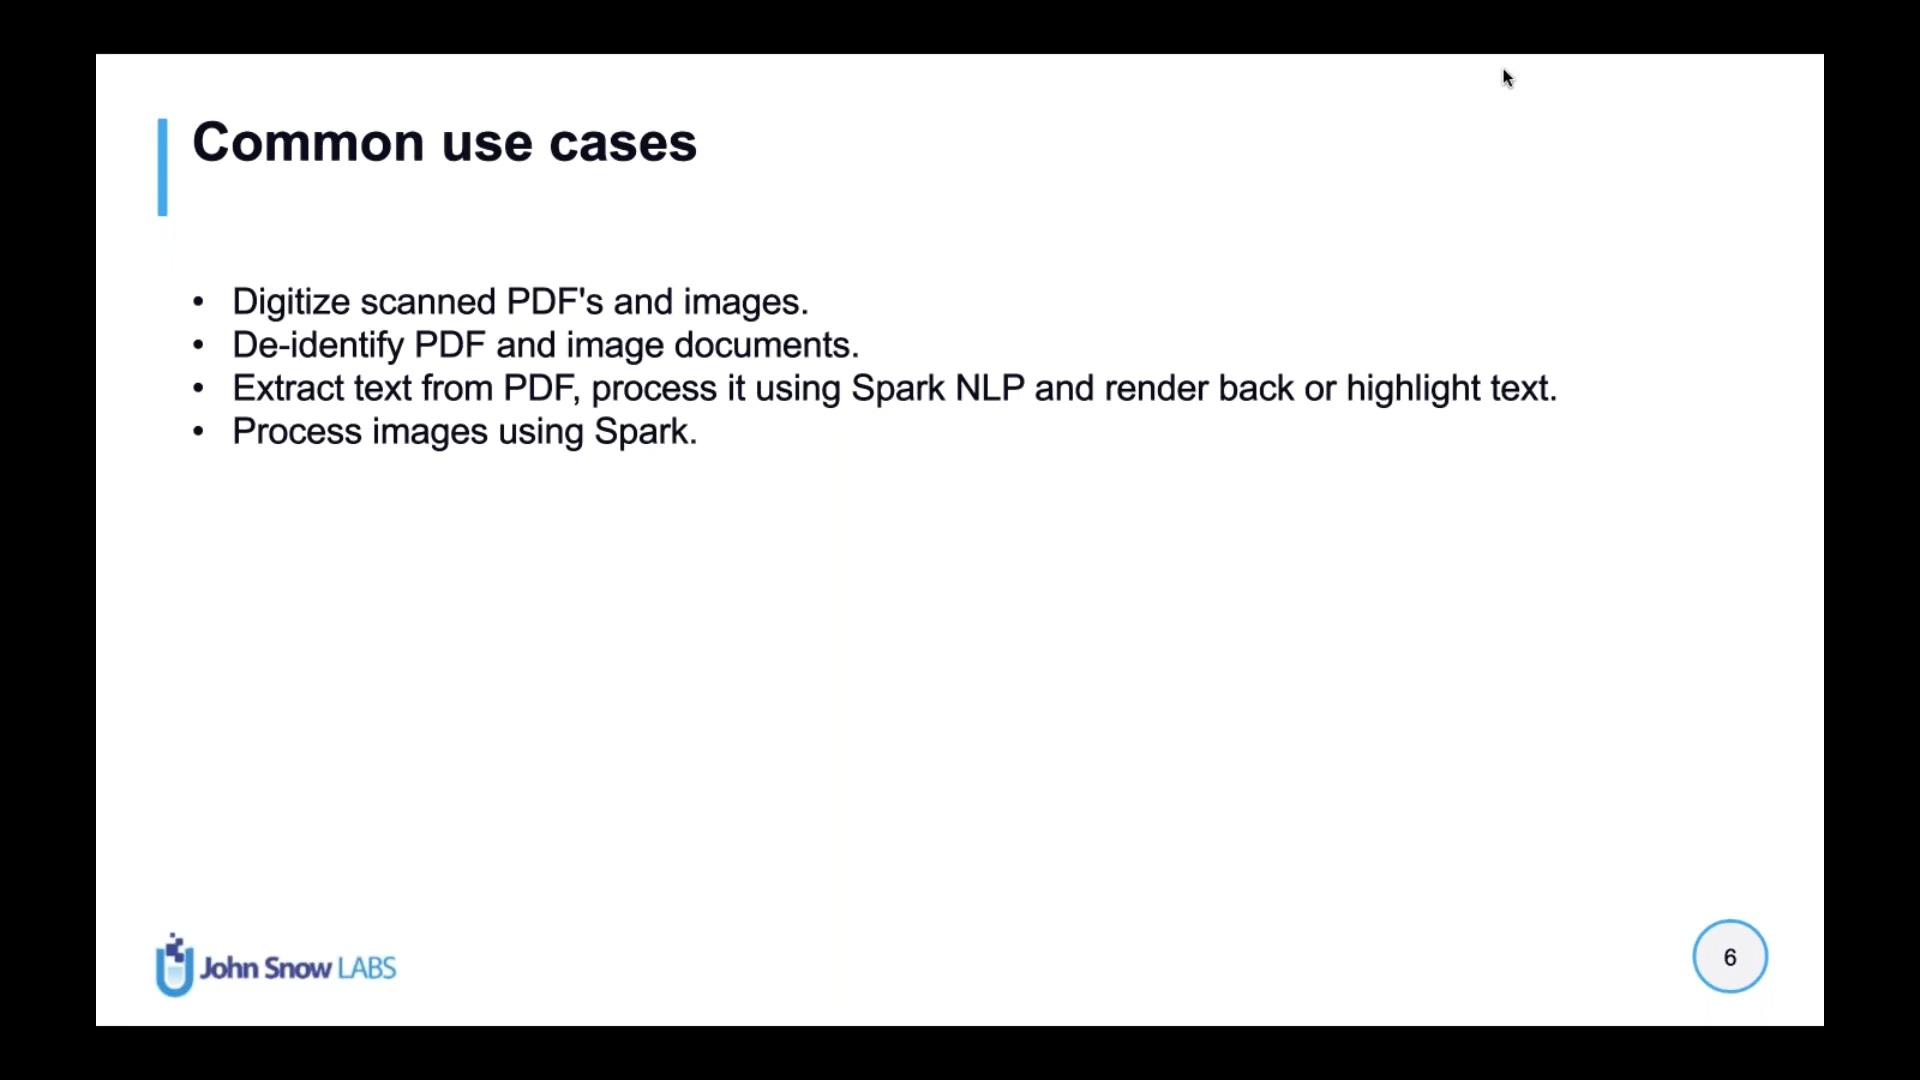 Common use cases
• Digitize scanned PDF's and images.
• De-identify PDF and image documents.
• Extract text from PDF, process it using Spark NLP and render back or highlight text.
• Process images using Spark.
John Snow LABS
6